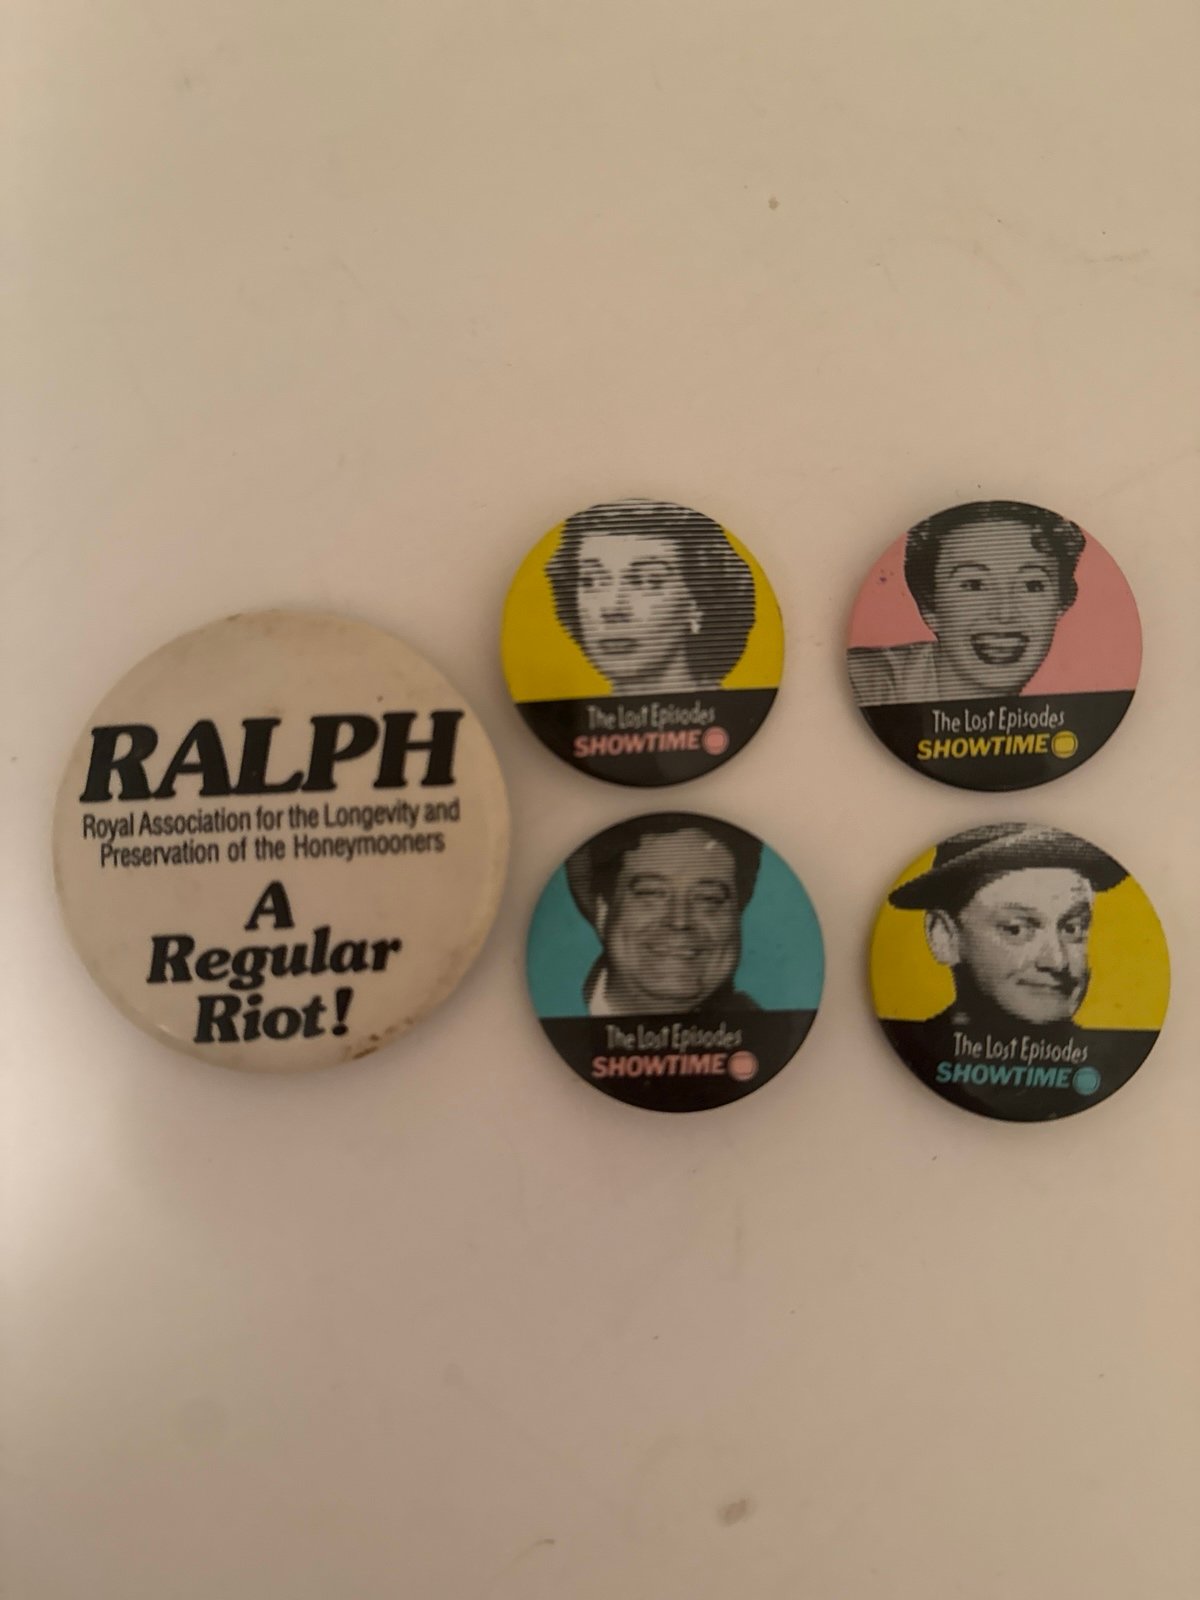 RALPH
Royal Association for the Longevity and
Preservation of the Honeymooners
A
Regular
Riot!
The Lost Episodes
SHOWTIME
The Lost Episodes
SHOWTIME
The Lost Episodes
SHOWTIME
The Lost Episodes
SHOWTIME